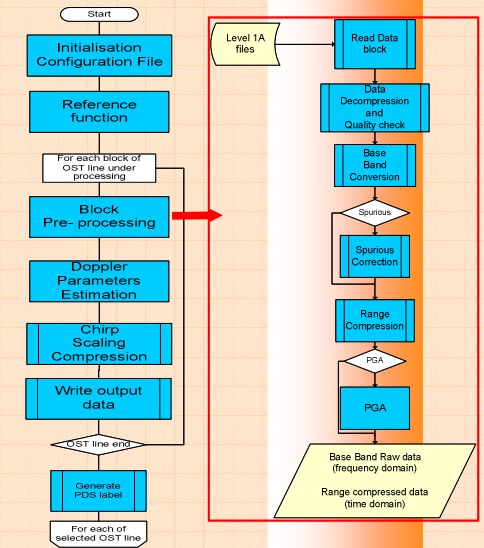 Start
Initialisation
Configuration File
Reference
function
For each block of
OST line under
processing
Block
Pre- processing
Doppler
Parameters
Estimation
Chirp
Scaling
Compression
Write output
data
OST line end
Generate
PDS label
For each of
selected OST line
Level 1A
files
Read Data
block
Data
Decompression
and
Quality check
Base
Band
Conversion
Spurious
Spurious
Correction
Range
Compression
PGA
PGA
Base Band Raw data
(frequency domain)
Range compressed data
(time domain)